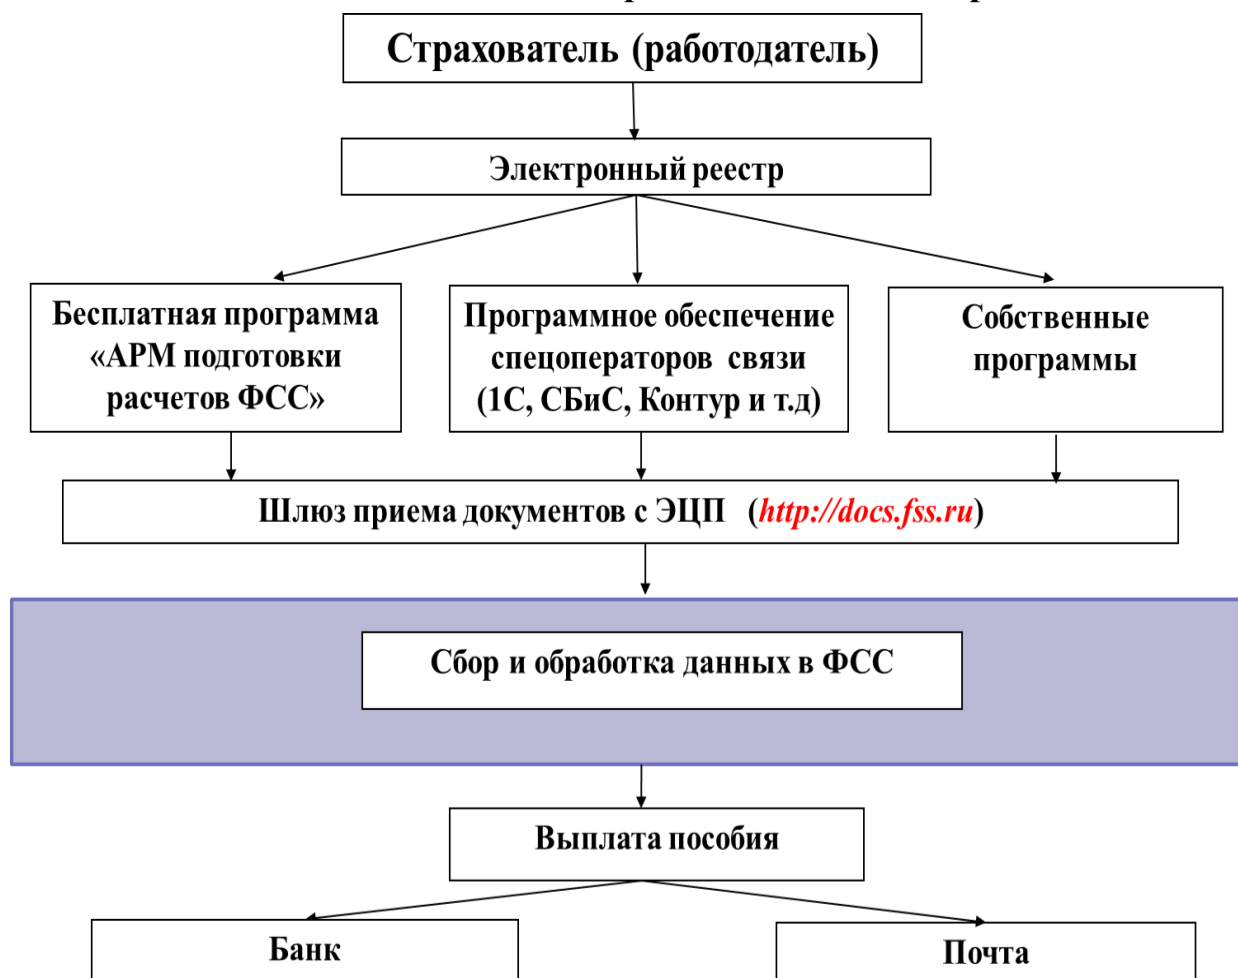 Страхователь (работодатель)
Электронный реестр
Бесплатная программа
«АРМ подготовки
расчетов ФСС»
Программное обеспечение
спецоператоров связи
(1С, СБиС, Контур и т.д)
Собственные
программы
Шлюз приема документов с ЭЦП (http://docs.fss.ru)
Сбор и обработка данных в ФСС
Выплата пособия
Банк
Почта